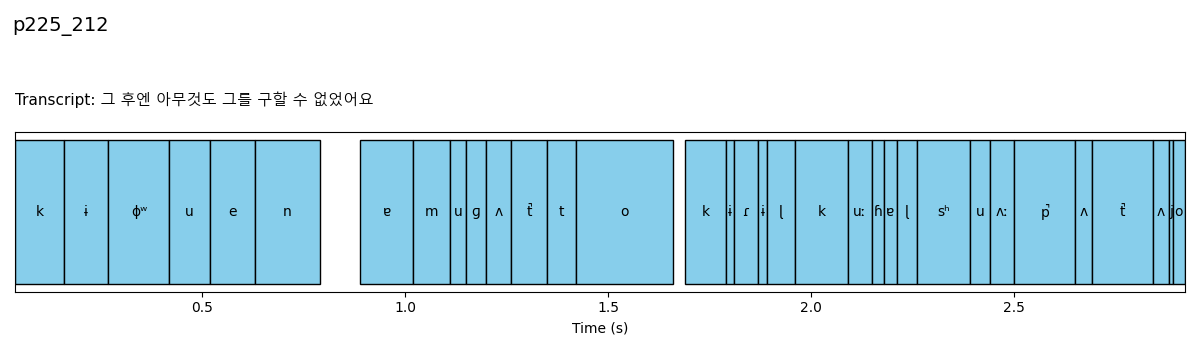 p225_212
Transcript: 그 후엔 아무것도 그를 구할 수 없었어요
k ɨ ɸʷ u e n ɐ m u ɡ ʌ t̚ t o k ɨ ɾ ɨ ɭ k uː ɦ ɐ ɭ sʰ u ʌː p̚ ʌ t̚ ʌ j o
0.5 1.0 1.5 2.0 2.5
Time (s)